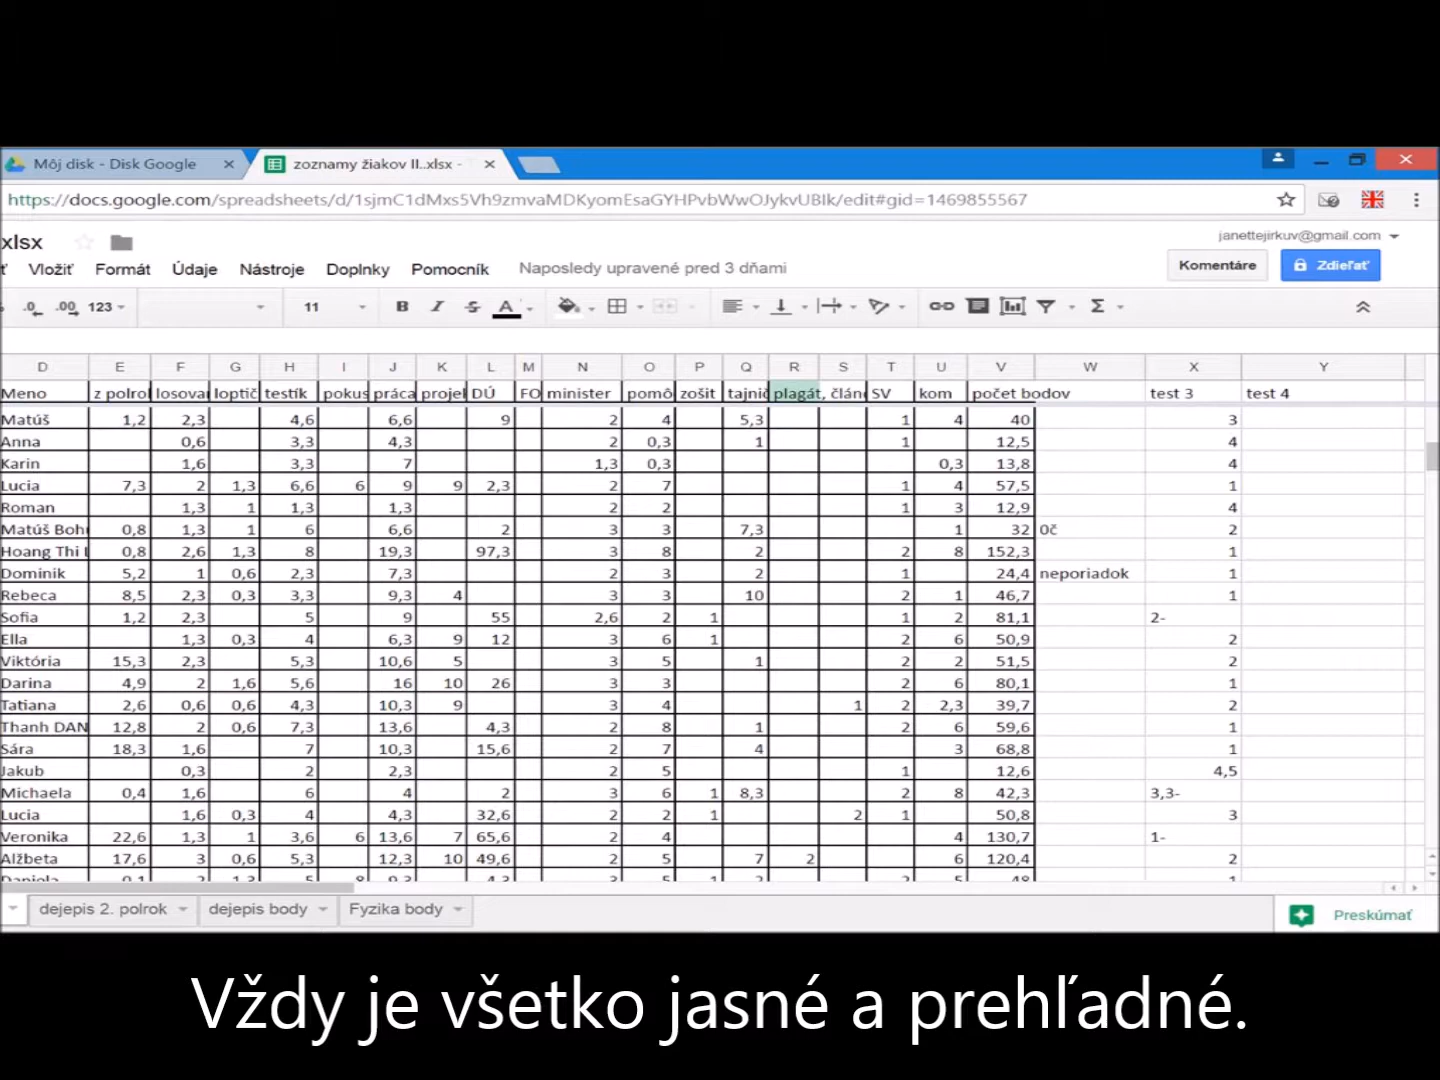 Môj disk - Disk Google zoznamy žiakov II..xlsx -
https://docs.google.com/spreadsheets/d/1sjmC1dMxs5Vh9zmvaMDKyomEsaGYHPvbWwOJykvUBIk/edit#gid=1469855567
xlsx janettejirkuv@gmail.com
Vložiť Formát Údaje Nástroje Doplnky Pomocník Naposledy upravené pred 3 dňami Komentáre Zdieľať
.0 .00 123 11 B I S A Σ
D E F G H I J K L M N O P Q R S T U V W X Y
Meno z polrok losovan loptič testík pokus práca projek DÚ FO minister pomô zošit tajnič plagát, člán SV kom počet bodov test 3 test 4
Matúš 1,2 2,3 4,6 6,6 9 2 4 5,3 1 4 40 3
Anna 0,6 3,3 4,3 2 0,3 1 1 12,5 4
Karin 1,6 3,3 7 1,3 0,3 0,3 13,8 4
Lucia 7,3 2 1,3 6,6 6 9 9 2,3 2 7 1 4 57,5 1
Roman 1,3 1 1,3 1,3 2 2 1 3 12,9 4
Matúš Boh 0,8 1,3 1 6 6,6 2 3 3 7,3 1 32 0č 2
Hoang Thi L 0,8 2,6 1,3 8 19,3 97,3 3 8 2 2 8 152,3 1
Dominik 5,2 1 0,6 2,3 7,3 2 3 2 1 24,4 neporiadok 1
Rebeca 8,5 2,3 0,3 3,3 9,3 4 3 3 10 2 1 46,7 1
Sofia 1,2 2,3 5 9 55 2,6 2 1 1 2 81,1 2-
Ella 1,3 0,3 4 6,3 9 12 3 6 1 2 6 50,9 2
Viktória 15,3 2,3 5,3 10,6 5 3 5 1 2 2 51,5 2
Darina 4,9 2 1,6 5,6 16 10 26 3 3 2 6 80,1 1
Tatiana 2,6 0,6 0,6 4,3 10,3 9 3 4 1 2 2,3 39,7 2
Thanh DAN 12,8 2 0,6 7,3 13,6 4,3 2 8 1 2 6 59,6 1
Sára 18,3 1,6 7 10,3 15,6 2 7 4 3 68,8 1
Jakub 0,3 2 2,3 2 5 1 12,6 4,5
Michaela 0,4 1,6 6 4 2 3 6 1 8,3 2 8 42,3 3,3-
Lucia 1,6 0,3 4 4,3 32,6 2 2 1 2 1 50,8 3
Veronika 22,6 1,3 1 3,6 6 13,6 7 65,6 2 4 4 130,7 1-
Alžbeta 17,6 3 0,6 5,3 12,3 10 49,6 2 5 7 2 6 120,4 2
dejepis 2. polrok dejepis body Fyzika body Preskúmať
Vždy je všetko jasné a prehľadné.